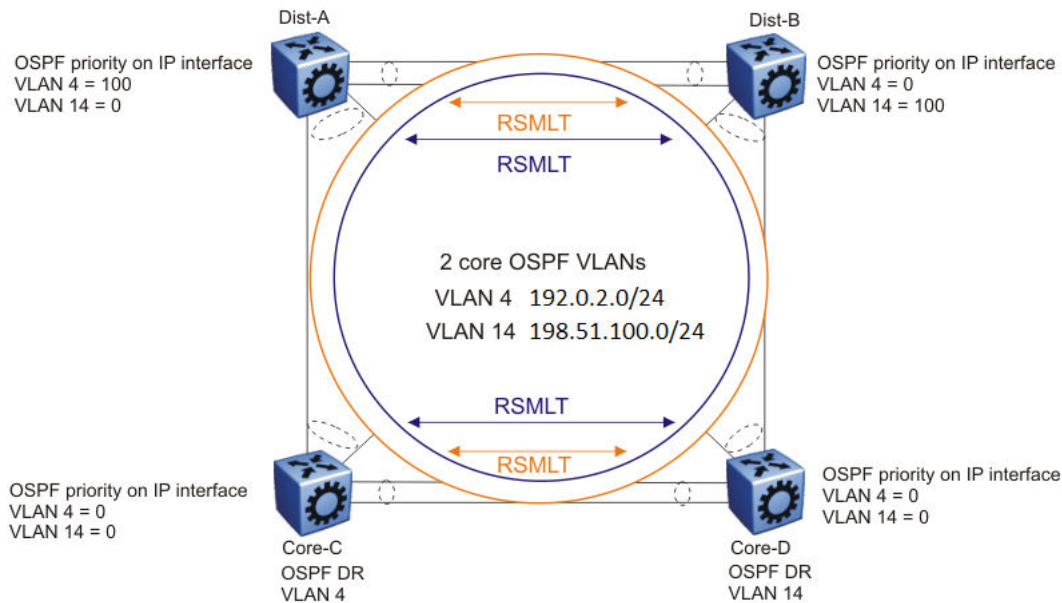 Dist-A
Dist-B
OSPF priority on IP interface
VLAN 4 = 100
VLAN 14 = 0
OSPF priority on IP interface
VLAN 4 = 0
VLAN 14 = 100
RSMLT
RSMLT
2 core OSPF VLANs
VLAN 4 192.0.2.0/24
VLAN 14 198.51.100.0/24
RSMLT
RSMLT
OSPF priority on IP interface
VLAN 4 = 0
VLAN 14 = 0
OSPF priority on IP interface
VLAN 4 = 0
VLAN 14 = 0
Core-C
OSPF DR
VLAN 4
Core-D
OSPF DR
VLAN 14